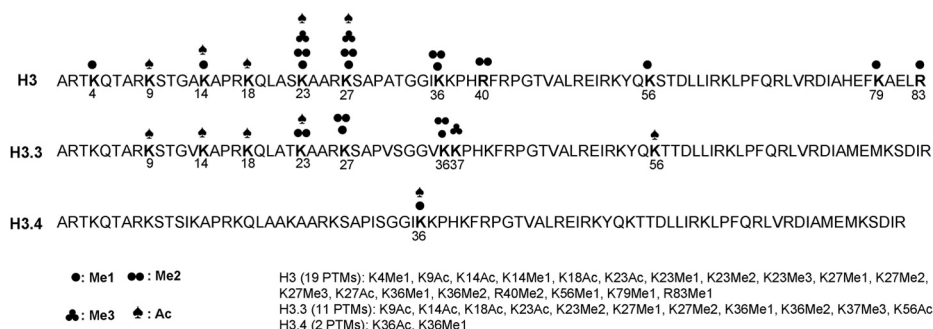 H3 ARTKQTARKSTGAKAPRKQLASKAARKSAPATGGIKKPHRFRPGTVALREIRKYQKSTDLLIRKLPFQRLVRDIAHEFKAELR
4 9 14 18 23 27 36 40 56 79 83
H3.3 ARTKQTARKSTGVKAPRKQLATKAARKSAPVSGGVKKPHKFRPGTVALREIRKYQKTTDLLIRKLPFQRLVRDIAMEMKSDIR
9 14 18 23 27 3637 56
H3.4 ARTKQTARKSTSIKAPRKQLAAKAARKSAPISGGIKKPHKFRPGTVALREIRKYQKTTDLLIRKLPFQRLVRDIAMEMKSDIR
36
●: Me1 ●●: Me2
♣: Me3 ♠: Ac
H3 (19 PTMs): K4Me1, K9Ac, K14Ac, K14Me1, K18Ac, K23Ac, K23Me1, K23Me2, K23Me3, K27Me1, K27Me2,
K27Me3, K27Ac, K36Me1, K36Me2, R40Me2, K56Me1, K79Me1, R83Me1
H3.3 (11 PTMs): K9Ac, K14Ac, K18Ac, K23Ac, K23Me2, K27Me1, K27Me2, K36Me1, K36Me2, K37Me3, K56Ac
H3.4 (2 PTMs): K36Ac, K36Me1